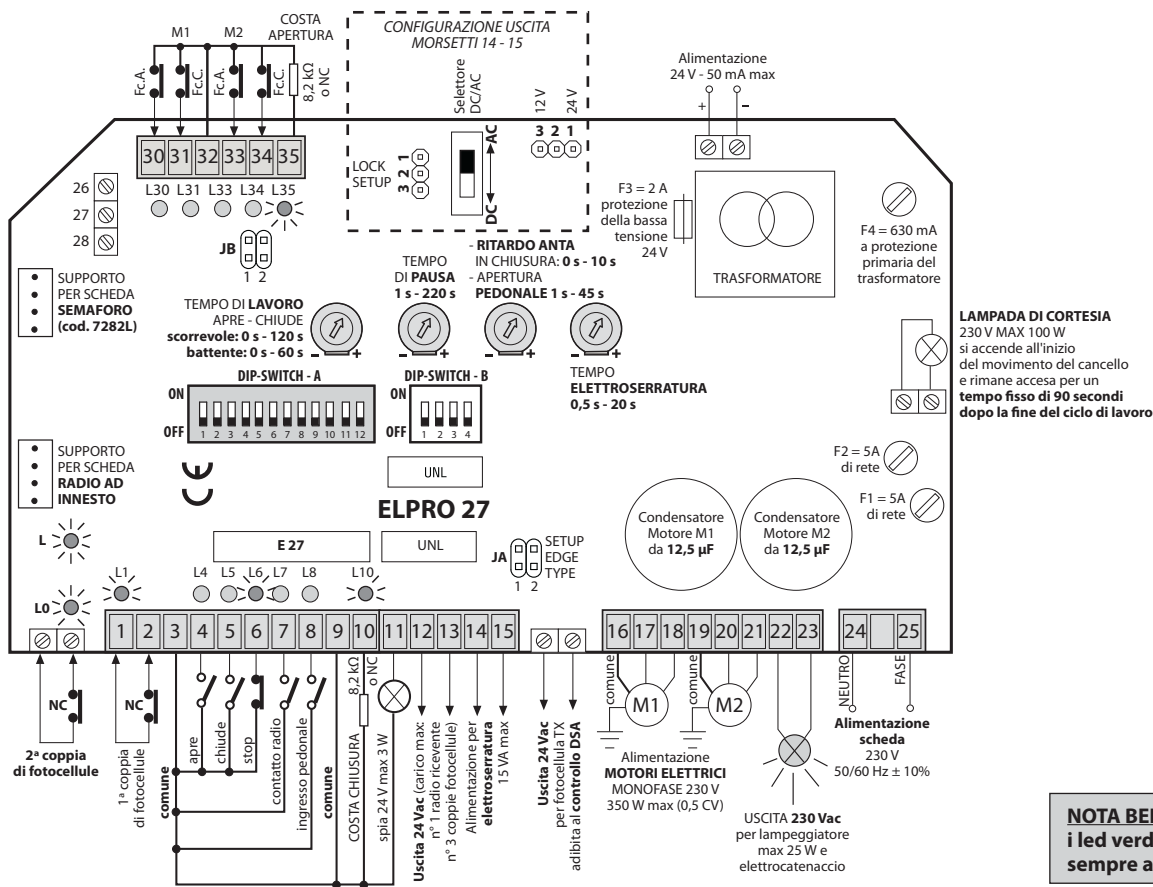 M1
M2
COSTA
APERTURA
Fc.A.
Fc.C.
Fc.A.
Fc.C.
8,2 kΩ
o NC
CONFIGURAZIONE USCITA
MORSETTI 14 - 15
Selettore
DC/AC
AC
DC
12 V
24 V
3 2 1
LOCK
SETUP
3 2 1
Alimentazione
24 V - 50 mA max
+ −
30 31 32 33 34 35
L30 L31 L33 L34 L35
26
27
28
JB
1 2
F3 = 2 A
protezione
della bassa
tensione
24 V
TRASFORMATORE
F4 = 630 mA
a protezione
primaria del
trasformatore
SUPPORTO
PER SCHEDA
SEMAFORO
(cod. 7282L)
TEMPO DI LAVORO
APRE - CHIUDE
scorrevole: 0 s - 120 s
battente: 0 s - 60 s
- +
TEMPO
DI PAUSA
1 s - 220 s
- +
- RITARDO ANTA
IN CHIUSURA: 0 s - 10 s
- APERTURA
PEDONALE 1 s - 45 s
- +
- +
TEMPO
ELETTROSERRATURA
0,5 s - 20 s
LAMPADA DI CORTESIA
230 V MAX 100 W
si accende all'inizio
del movimento del cancello
e rimane accesa per un
tempo fisso di 90 secondi
dopo la fine del ciclo di lavoro
DIP-SWITCH - A
ON
OFF
1 2 3 4 5 6 7 8 9 10 11 12
DIP-SWITCH - B
ON
OFF
1 2 3 4
SUPPORTO
PER SCHEDA
RADIO AD
INNESTO
CE
UNL
ELPRO 27
E 27
UNL
JA
1 2
SETUP
EDGE
TYPE
Condensatore
Motore M1
da 12,5 µF
Condensatore
Motore M2
da 12,5 µF
F2 = 5A
di rete
F1 = 5A
di rete
L
L0
L1
L4 L5 L6 L7 L8
L10
1 2 3 4 5 6 7 8 9 10 11 12 13 14 15
16 17 18 19 20 21 22 23
24 25
NC
2ª coppia
di fotocellule
NC
1ª coppia
di fotocellule
comune
apre
chiude
stop
contatto radio
ingresso pedonale
comune
COSTA CHIUSURA
8,2 kΩ
o NC
spia 24 V max 3 W
Uscita 24 Vac (carico max:
n° 1 radio ricevente
n° 3 coppie fotocellule)
Alimentazione per
elettroserratura
15 VA max
Uscita 24 Vac
per fotocellula TX
adibita al controllo DSA
comune
M1
comune
M2
Alimentazione
MOTORI ELETTRICI
MONOFASE 230 V
350 W max (0,5 CV)
USCITA 230 Vac
per lampeggiatore
max 25 W e
elettrocatenaccio
NEUTRO
FASE
Alimentazione
scheda
230 V
50/60 Hz ± 10%
NOTA BE
i led verd
sempre a